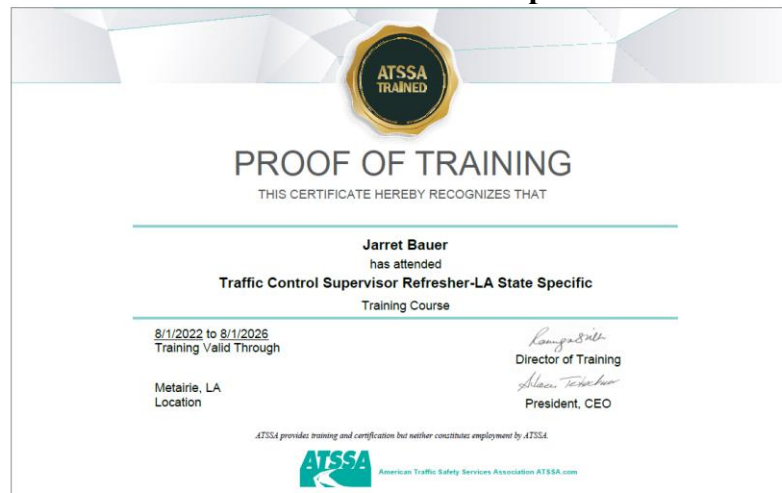 ATSSA
TRAINED
PROOF OF TRAINING
THIS CERTIFICATE HEREBY RECOGNIZES THAT
Jarret Bauer
has attended
Traffic Control Supervisor Refresher-LA State Specific
Training Course
8/1/2022 to 8/1/2026
Training Valid Through
Director of Training
Metairie, LA
Location
President, CEO
ATSSA provides training and certification but neither constitutes employment by ATSSA.
ATSSA
American Traffic Safety Services Association ATSSA.com